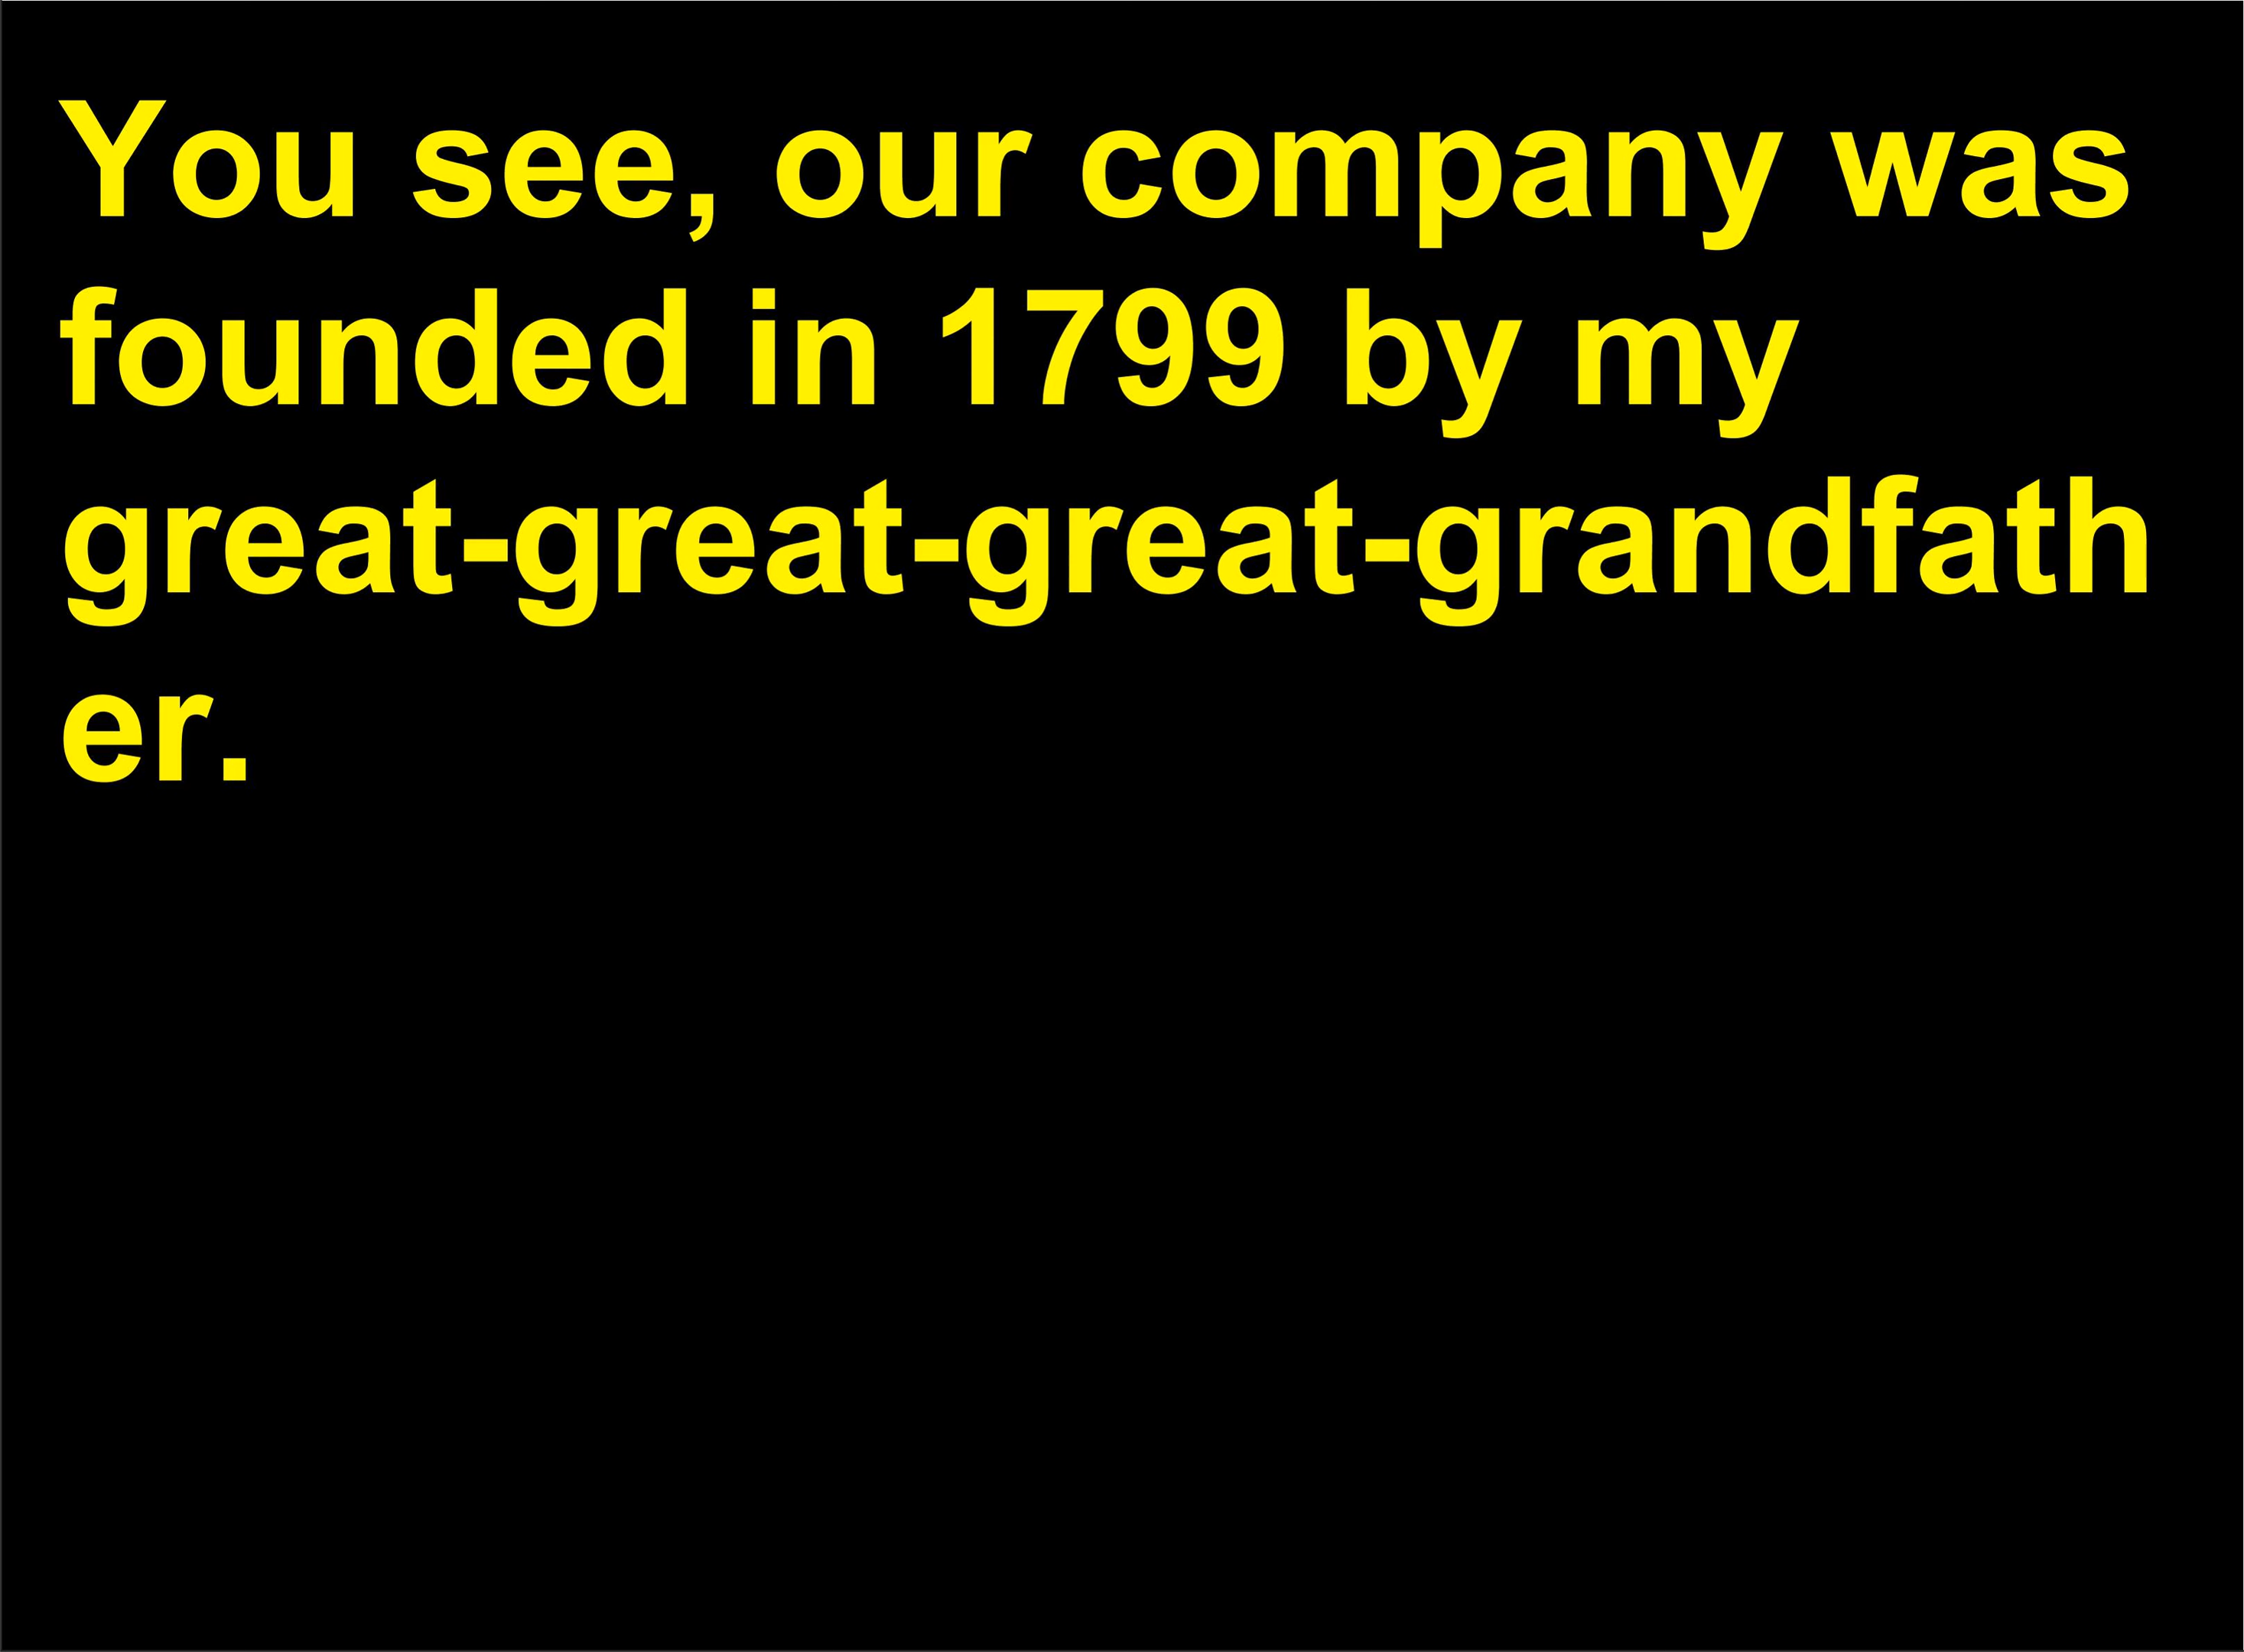 You see, our company was
founded in 1799 by my
great-great-great-grandfath
er.